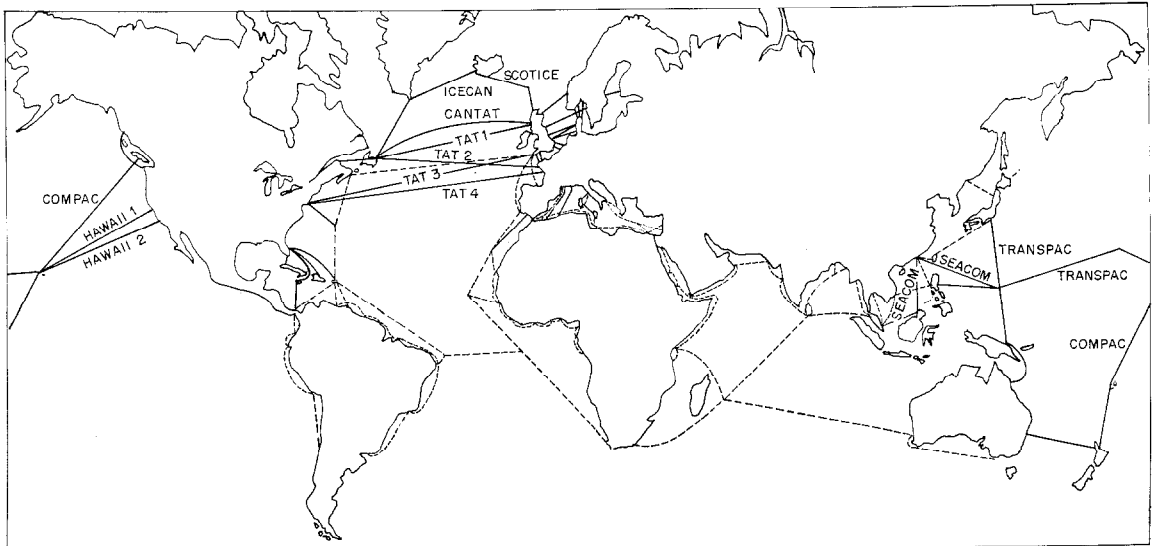 SCOTICE
ICECAN
CANTAT
TAT 1
TAT 2
TAT 3
TAT 4
COMPAC
HAWAII 1
HAWAII 2
TRANSPAC
SEACOM
TRANSPAC
SEACOM
COMPAC